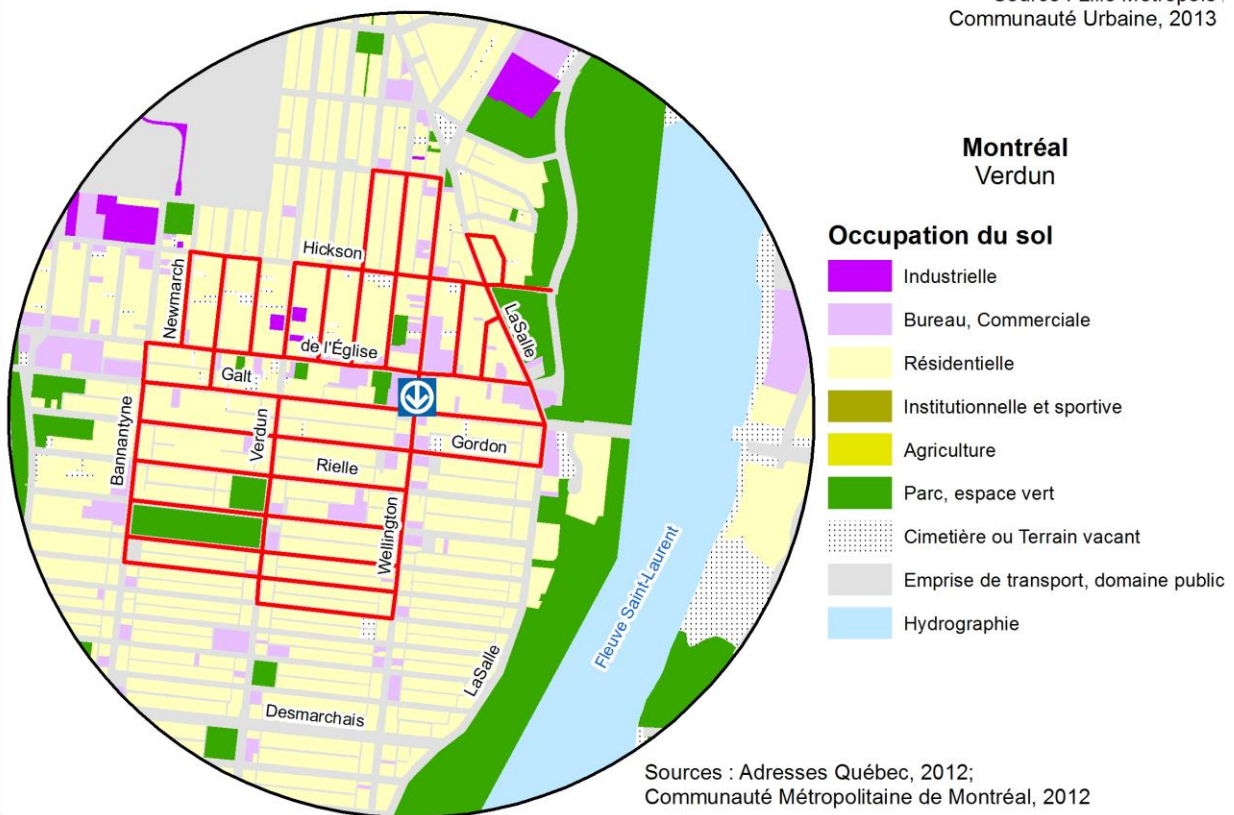 Communauté Urbaine, 2013
Montréal
Verdun
Occupation du sol
Industrielle
Bureau, Commerciale
Résidentielle
Institutionnelle et sportive
Agriculture
Parc, espace vert
Cimetière ou Terrain vacant
Emprise de transport, domaine public
Hydrographie
Hickson
Newmarch
LaSalle
de l'Église
Galt
Bannantyne
Verdun
Gordon
Rielle
Wellington
Fleuve Saint-Laurent
LaSalle
Desmarchais
Sources : Adresses Québec, 2012;
Communauté Métropolitaine de Montréal, 2012